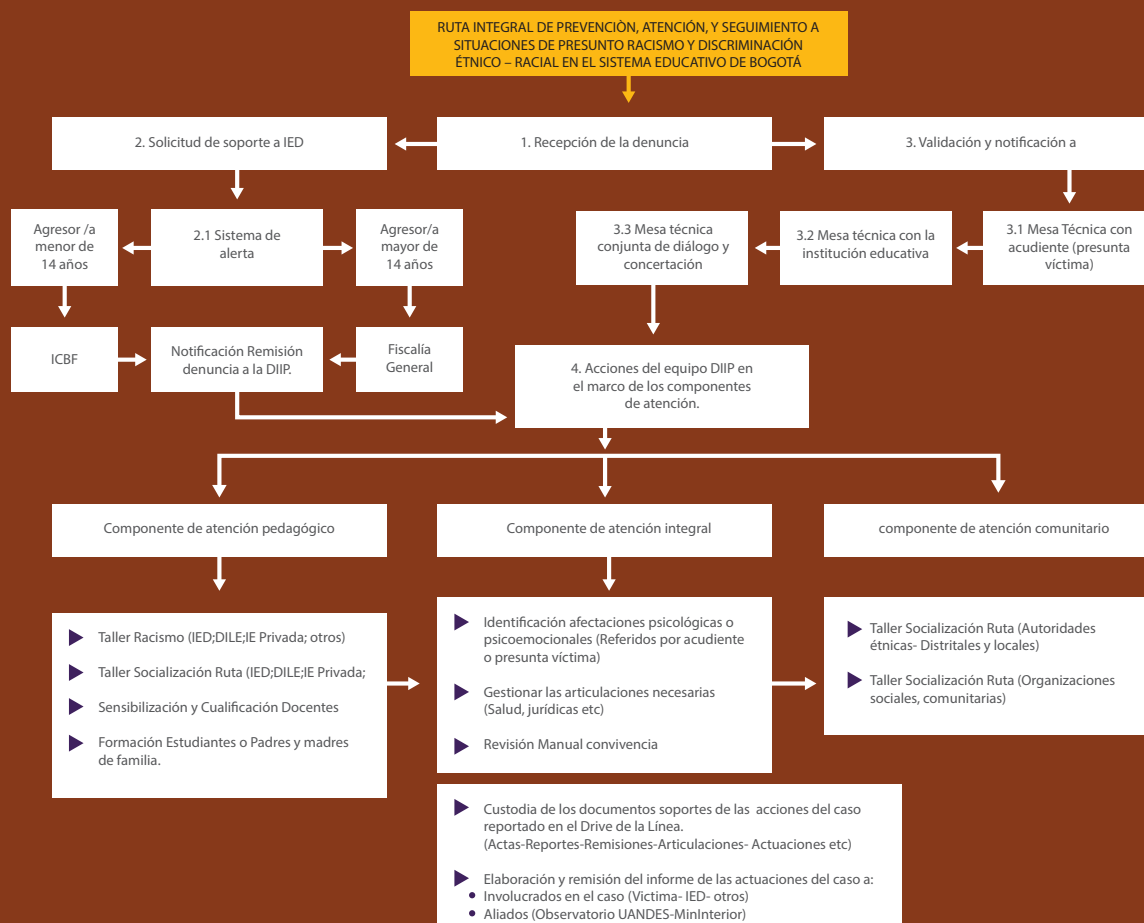 RUTA INTEGRAL DE PREVENCIÒN, ATENCIÓN, Y SEGUIMIENTO A
SITUACIONES DE PRESUNTO RACISMO Y DISCRIMINACIÓN
ÉTNICO – RACIAL EN EL SISTEMA EDUCATIVO DE BOGOTÁ
2. Solicitud de soporte a IED
1. Recepción de la denuncia
3. Validación y notificación a
Agresor /a
menor de
14 años
2.1 Sistema de
alerta
Agresor/a
mayor de
14 años
3.3 Mesa técnica
conjunta de diálogo y
concertación
3.2 Mesa técnica con la
institución educativa
3.1 Mesa Técnica con
acudiente (presunta
víctima)
ICBF
Notificación Remisión
denuncia a la DIIP.
Fiscalía
General
4. Acciones del equipo DIIP en
el marco de los componentes
de atención.
Componente de atención pedagógico
Componente de atención integral
componente de atención comunitario
Taller Racismo (IED;DILE;IE Privada; otros)
Taller Socialización Ruta (IED;DILE;IE Privada;
Sensibilización y Cualificación Docentes
Formación Estudiantes o Padres y madres
de familia.
Identificación afectaciones psicológicas o
psicoemocionales (Referidos por acudiente
o presunta víctima)
Gestionar las articulaciones necesarias
(Salud, jurídicas etc)
Revisión Manual convivencia
Taller Socialización Ruta (Autoridades
étnicas- Distritales y locales)
Taller Socialización Ruta (Organizaciones
sociales, comunitarias)
Custodia de los documentos soportes de las acciones del caso
reportado en el Drive de la Línea.
(Actas-Reportes-Remisiones-Articulaciones- Actuaciones etc)
Elaboración y remisión del informe de las actuaciones del caso a:
• Involucrados en el caso (Victima- IED- otros)
• Aliados (Observatorio UANDES-MinInterior)